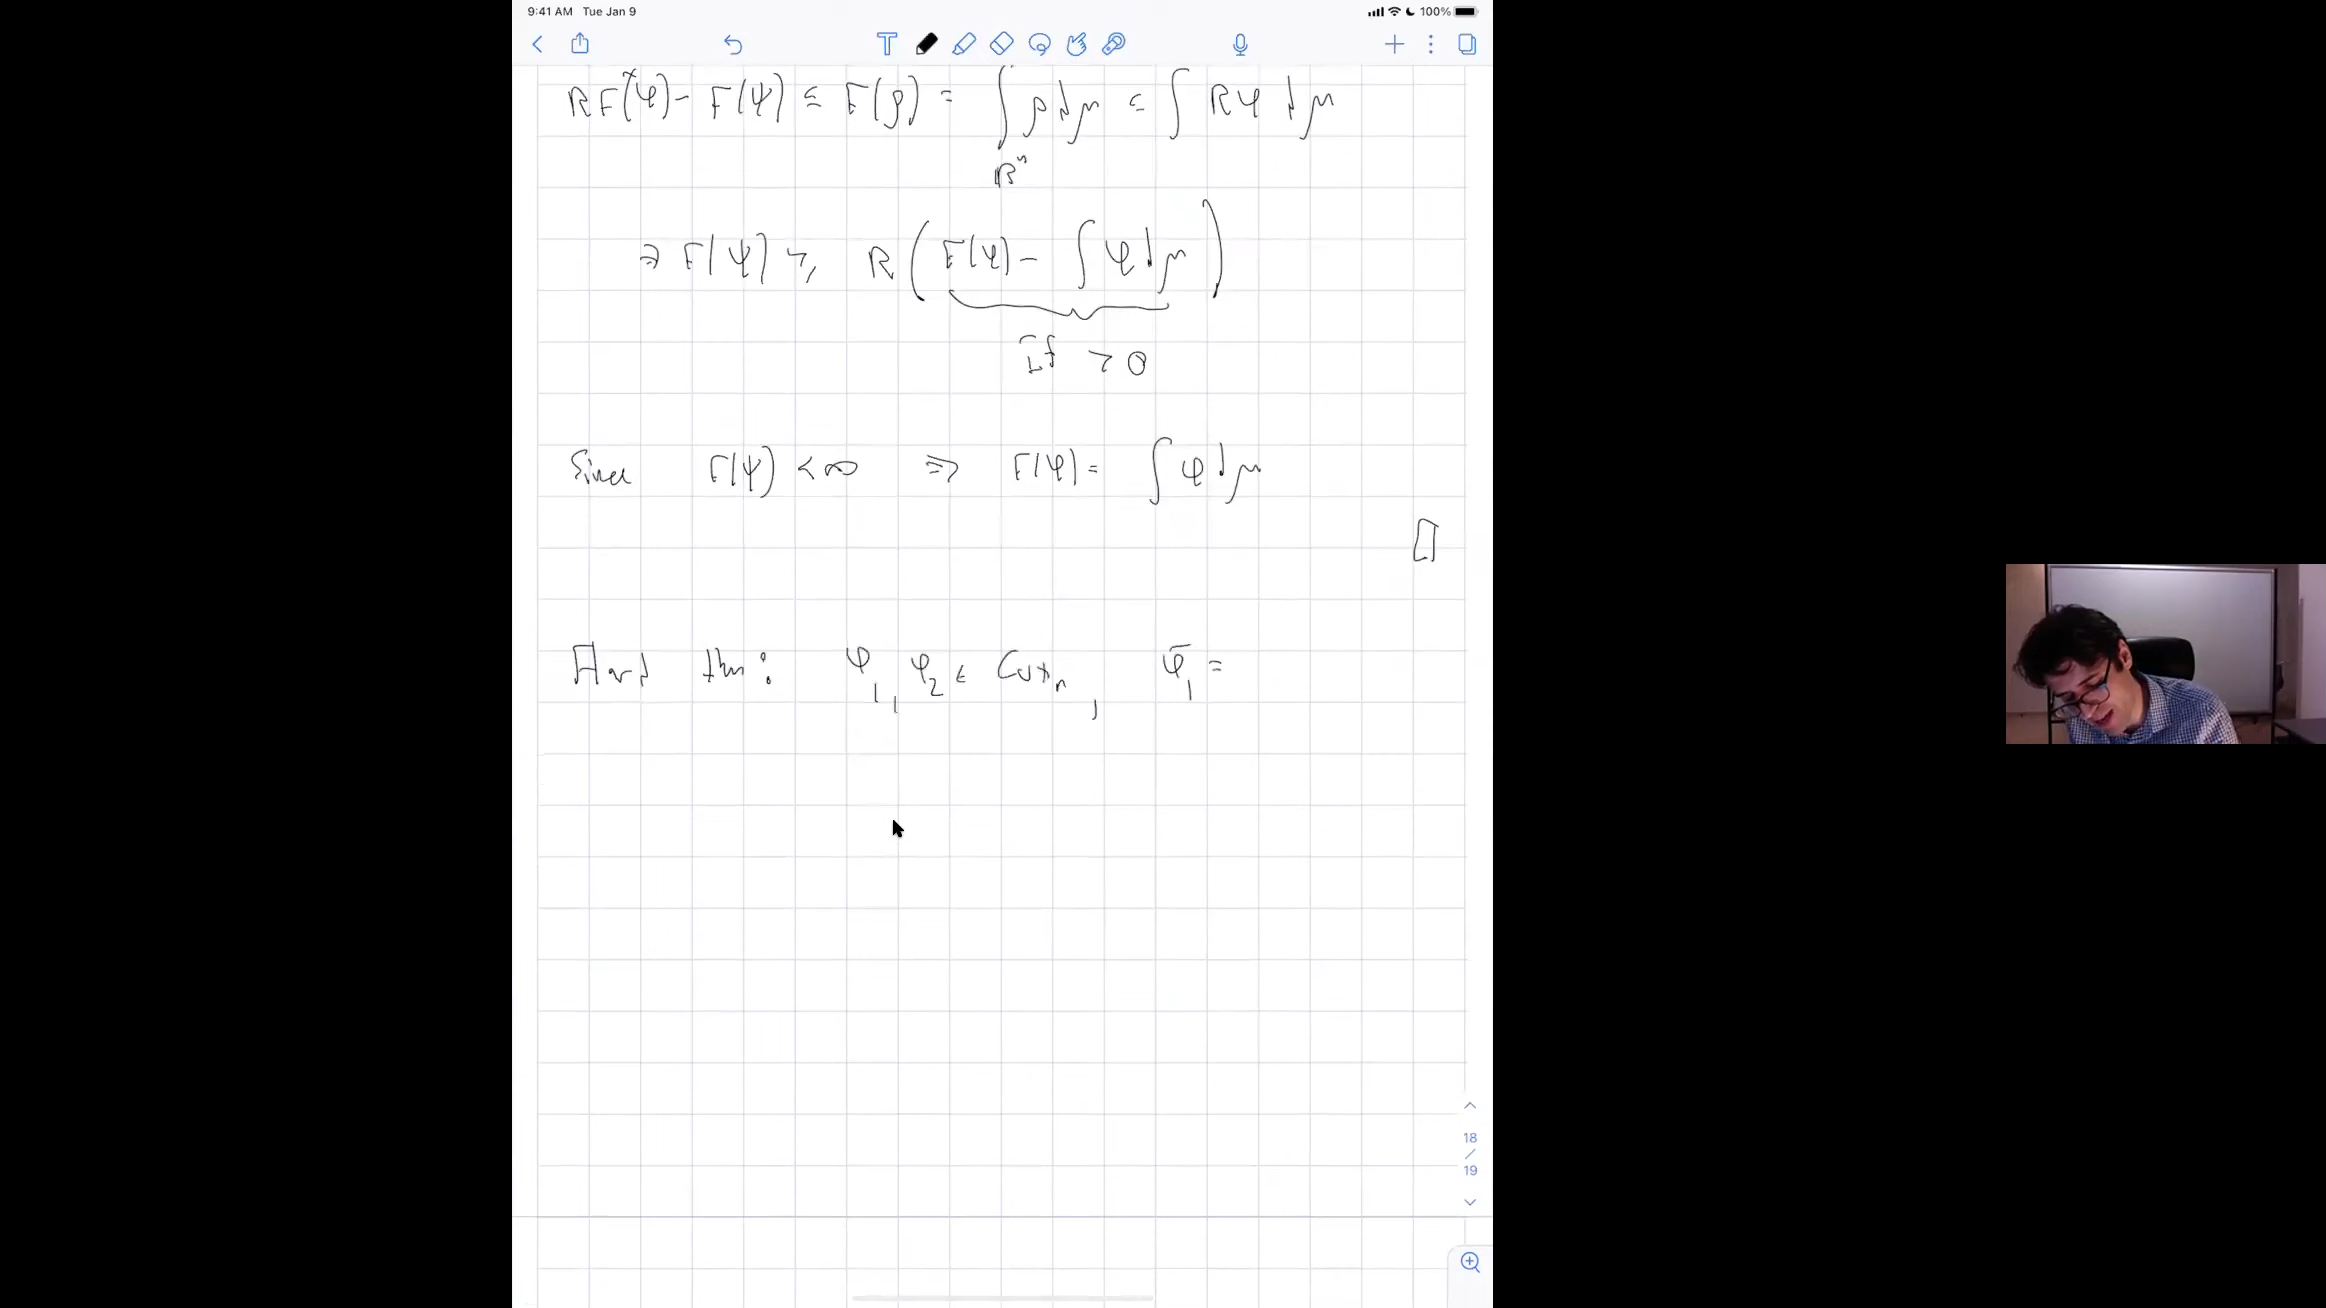 9:41 AM Tue Jan 9 100%
RF(φ) - F(ψ) ≤ F(ρ) = ∫ ρ dμ ≤ ∫ Rφ dμ
ℝⁿ
⇒ F(ψ) ≥ R ( F(φ) - ∫ φ dμ )
If > 0
Since F(ψ) < ∞ ⇒ F(φ) = ∫ φ dμ
□
Hard thm: φ₁, φ₂ ∈ Cvxₙ, φ̄₁ =
18
/
19